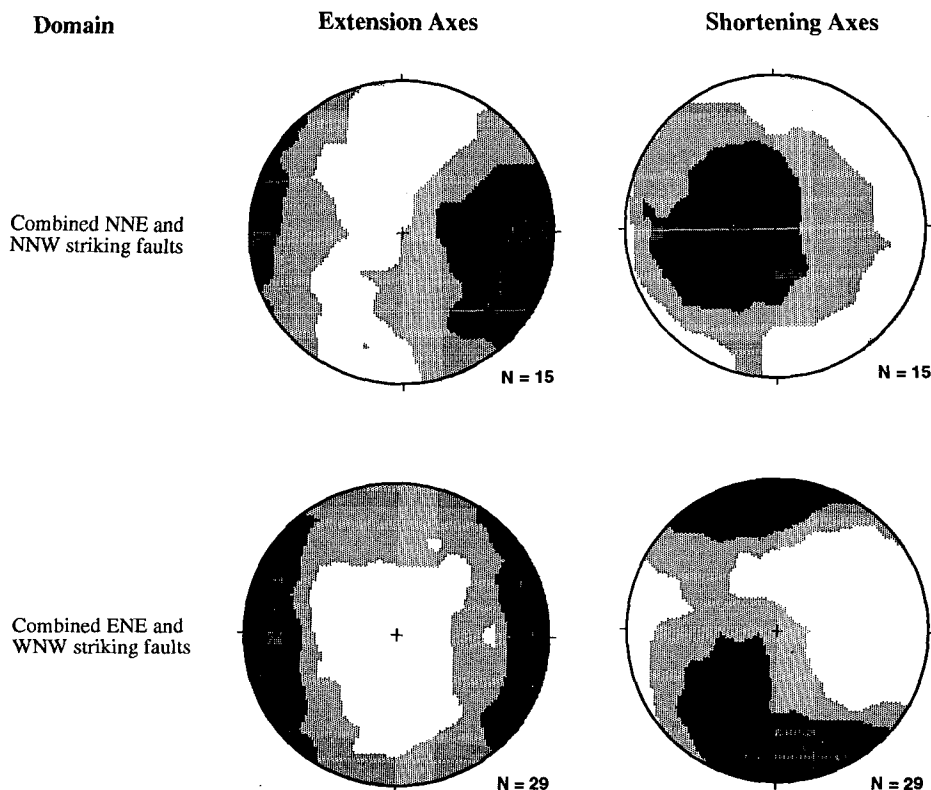 Domain
Extension Axes
Shortening Axes
Combined NNE and
NNW striking faults
N = 15
N = 15
Combined ENE and
WNW striking faults
N = 29
N = 29